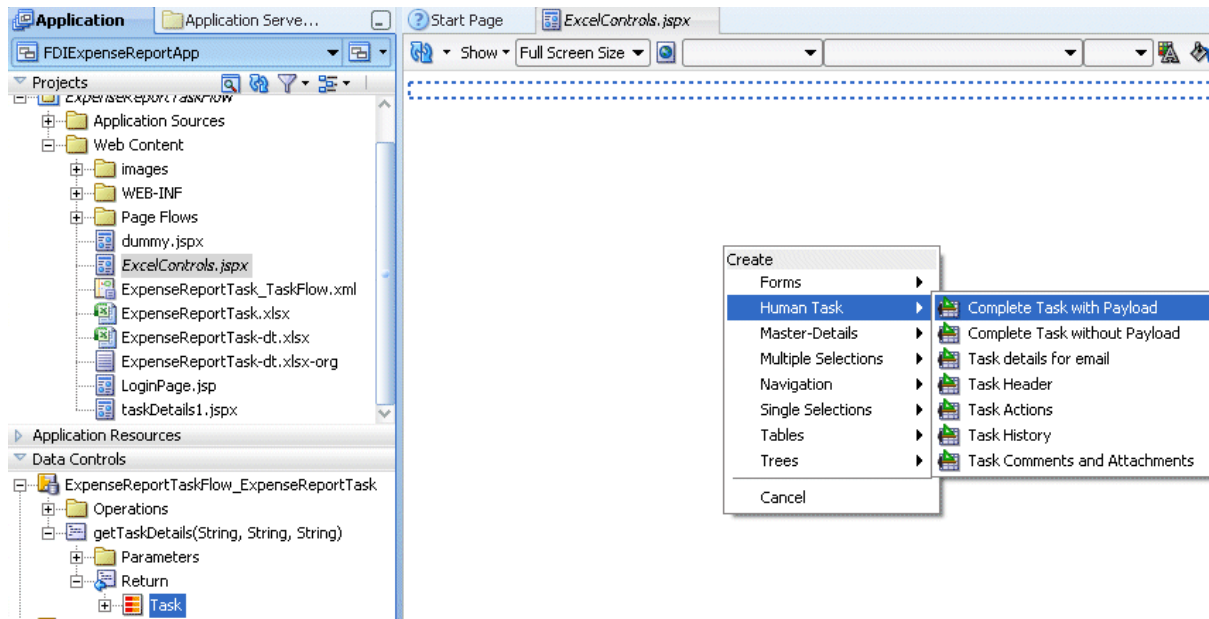 Application
Application Serve...
Start Page
ExcelControls.jspx
FDIExpenseReportApp
Show
Full Screen Size
Projects
ExpenseReportTaskFlow
Application Sources
Web Content
images
WEB-INF
Page Flows
dummy.jspx
ExcelControls.jspx
ExpenseReportTask_TaskFlow.xml
ExpenseReportTask.xlsx
ExpenseReportTask-dt.xlsx
ExpenseReportTask-dt.xlsx-org
LoginPage.jsp
taskDetails1.jspx
Application Resources
Data Controls
ExpenseReportTaskFlow_ExpenseReportTask
Operations
getTaskDetails(String, String, String)
Parameters
Return
Task
Create
Forms
Human Task
Master-Details
Multiple Selections
Navigation
Single Selections
Tables
Trees
Cancel
Complete Task with Payload
Complete Task without Payload
Task details for email
Task Header
Task Actions
Task History
Task Comments and Attachments